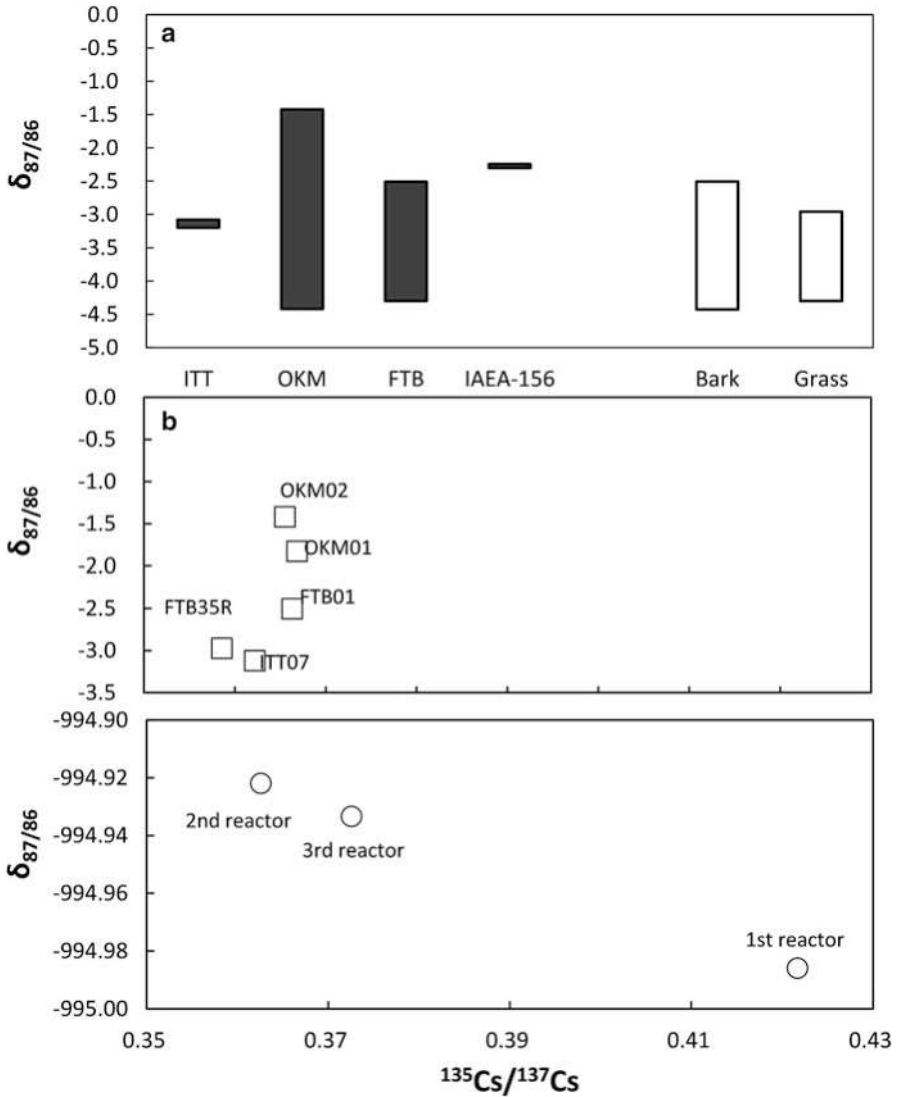 0.0
a
-0.5
-1.0
-1.5
-2.0
-2.5
-3.0
-3.5
-4.0
-4.5
-5.0
δ87/86
ITT OKM FTB IAEA-156 Bark Grass
0.0
b
-0.5
-1.0
-1.5
-2.0
-2.5
-3.0
-3.5
δ87/86
OKM02
OKM01
FTB01
FTB35R
ITT07
-994.90
-994.92
-994.94
-994.96
-994.98
-995.00
δ87/86
2nd reactor
3rd reactor
1st reactor
0.35 0.37 0.39 0.41 0.43
¹³⁵Cs/¹³⁷Cs